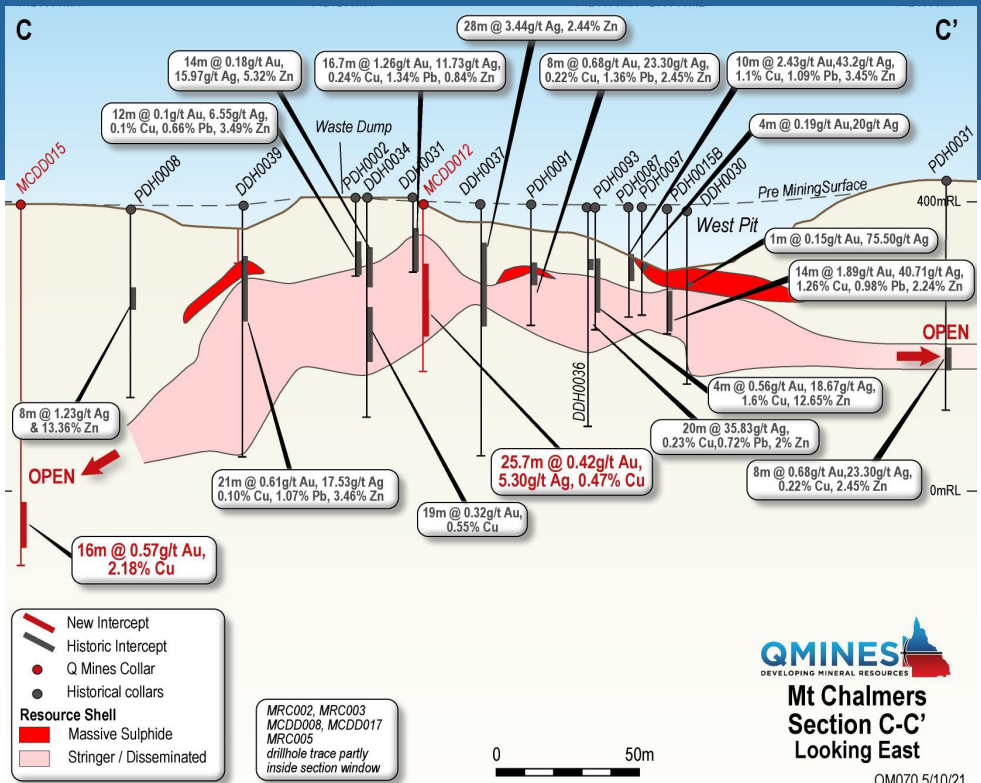 C
C’
28m @ 3.44g/t Ag, 2.44% Zn
14m @ 0.18g/t Au,
15.97g/t Ag, 5.32% Zn
16.7m @ 1.26g/t Au, 11.73g/t Ag,
0.24% Cu, 1.34% Pb, 0.84% Zn
8m @ 0.68g/t Au, 23.30g/t Ag,
0.22% Cu, 1.36% Pb, 2.45% Zn
10m @ 2.43g/t Au,43.2g/t Ag,
1.1% Cu, 1.09% Pb, 3.45% Zn
12m @ 0.1g/t Au, 6.55g/t Ag,
0.1% Cu, 0.66% Pb, 3.49% Zn
Waste Dump
4m @ 0.19g/t Au,20g/t Ag
MCDD015
PDH0008
DDH0039
PDH0002
DDH0034
DDH0031
MCDD012
DDH0037
PDH0091
PDH0093
PDH0087
PDH0097
PDH0015B
DDH0030
PDH0031
Pre MiningSurface
400mRL
West Pit
1m @ 0.15g/t Au, 75.50g/t Ag
14m @ 1.89g/t Au, 40.71g/t Ag,
1.26% Cu, 0.98% Pb, 2.24% Zn
OPEN
DDH0036
4m @ 0.56g/t Au, 18.67g/t Ag,
1.6% Cu, 12.65% Zn
8m @ 1.23g/t Ag
& 13.36% Zn
20m @ 35.83g/t Ag,
0.23% Cu,0.72% Pb, 2% Zn
OPEN
21m @ 0.61g/t Au, 17.53g/t Ag
0.10% Cu, 1.07% Pb, 3.46% Zn
25.7m @ 0.42g/t Au,
5.30g/t Ag, 0.47% Cu
8m @ 0.68g/t Au,23.30g/t Ag,
0.22% Cu, 2.45% Zn
0mRL
19m @ 0.32g/t Au,
0.55% Cu
16m @ 0.57g/t Au,
2.18% Cu
New Intercept
Historic Intercept
Q Mines Collar
Historical collars
Resource Shell
Massive Sulphide
Stringer / Disseminated
MRC002, MRC003
MCDD008, MCDD017
MRC005
drillhole trace partly
inside section window
0
50m
QMINES
DEVELOPING MINERAL RESOURCES
Mt Chalmers
Section C-C’
Looking East
QM070 5/10/21